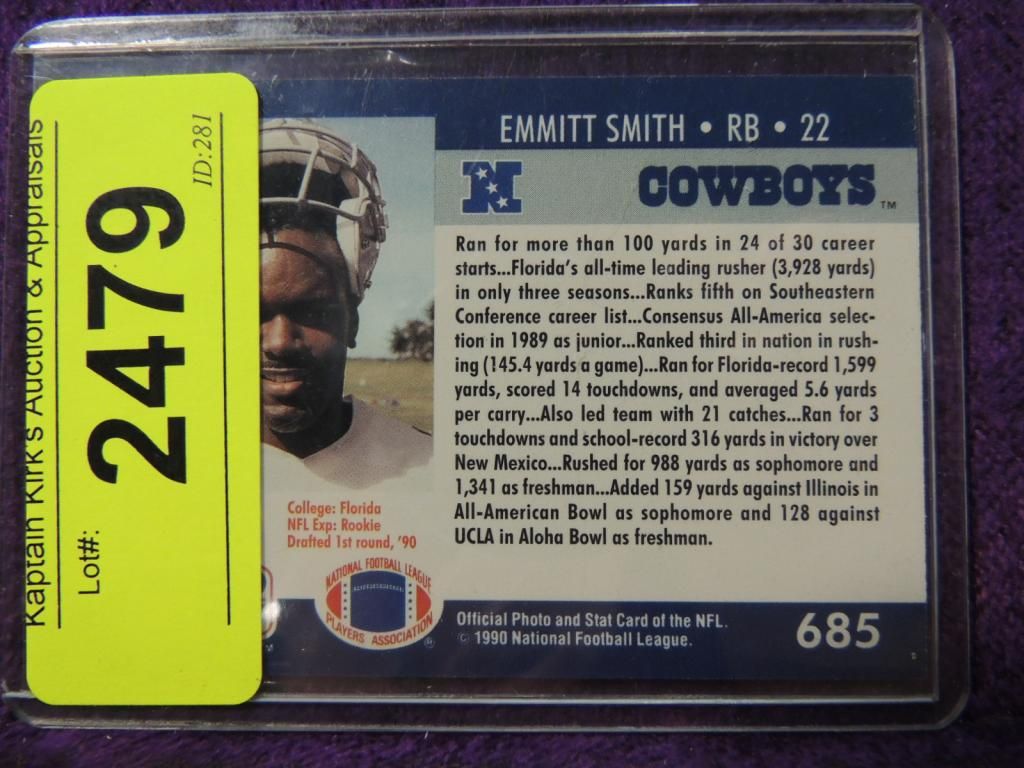 Kaptain Kirk's Auction & Appraisals
Lot#:
2479
ID:281
EMMITT SMITH • RB • 22
N
COWBOYS™
Ran for more than 100 yards in 24 of 30 career
starts...Florida's all-time leading rusher (3,928 yards)
in only three seasons...Ranks fifth on Southeastern
Conference career list...Consensus All-America selec-
tion in 1989 as junior...Ranked third in nation in rush-
ing (145.4 yards a game)...Ran for Florida-record 1,599
yards, scored 14 touchdowns, and averaged 5.6 yards
per carry...Also led team with 21 catches...Ran for 3
touchdowns and school-record 316 yards in victory over
New Mexico...Rushed for 988 yards as sophomore and
1,341 as freshman...Added 159 yards against Illinois in
All-American Bowl as sophomore and 128 against
UCLA in Aloha Bowl as freshman.
College: Florida
NFL Exp: Rookie
Drafted 1st round, '90
NATIONAL FOOTBALL LEAGUE
PLAYERS ASSOCIATION
®
Official Photo and Stat Card of the NFL.
© 1990 National Football League.
685